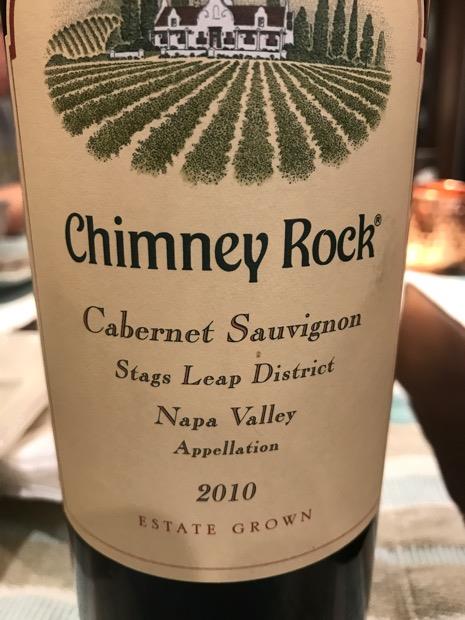 Chimney Rock®
Cabernet Sauvignon
Stags Leap District
Napa Valley
Appellation
2010
ESTATE GROWN